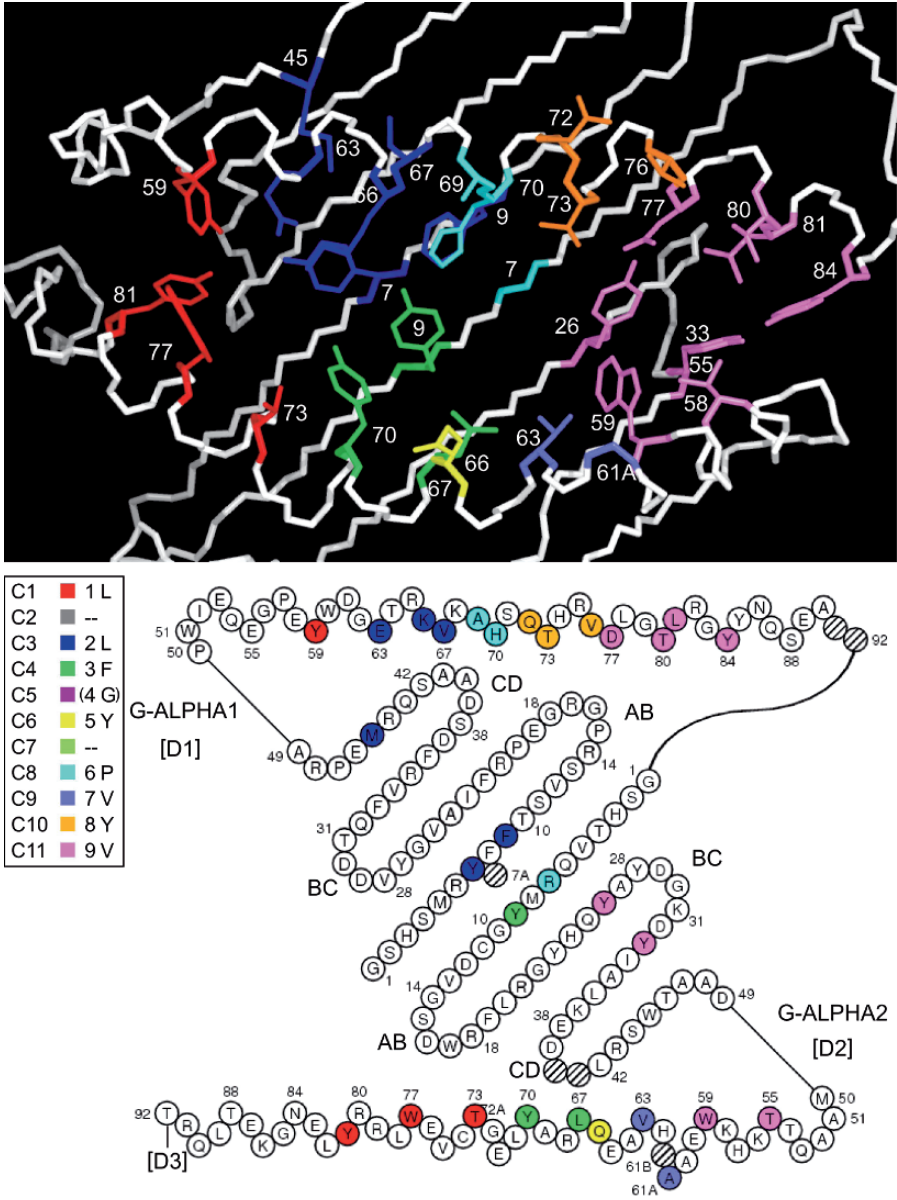 45
63
59
66
67
69
9
70
72
73
76
77
80
81
84
81
77
7
7
9
26
33
55
58
59
73
70
67
66
63
61A
C1 1 L
C2 --
C3 2 L
C4 3 F
C5 (4 G)
C6 5 Y
C7 --
C8 6 P
C9 7 V
C10 8 Y
C11 9 V
51 W I E Q E G P E Y W D G E T R K V K A H S Q T H R V D L G T L R G Y Y N Q S E A 92
50 P
55 59 63 67 70 73 77 80 84 88
G-ALPHA1
[D1]
49 A R P E M R Q S A A D S D F R V F Q T D D V Y G V A I F R P E G R G P R S V S T F F Y R M S H S G 1
42 CD 38
18 AB 14
31 BC 28
10 7A
1 G S H T V Q R M Y G C D V G S D W R F L R G Y H Q Y A Y D G K D Y I A L K E D L R S W T A A D 49
10 14 AB 18
28 BC 31
38 CD 42
G-ALPHA2
[D2]
M 50
A 51
92 88 84 80 77 73 72A 70 67 63 59 55
T R Q L T E K G N E L Y R R L W E V C T G E L Y A R L Q E A V H A A E W K H K T T Q A
61B
61A
[D3]